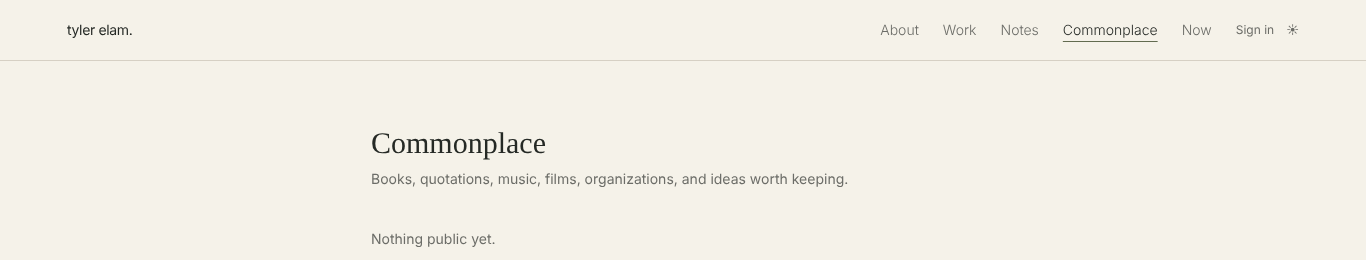 tyler elam.
About Work Notes Commonplace Now Sign in ☀
Commonplace
Books, quotations, music, films, organizations, and ideas worth keeping.
Nothing public yet.